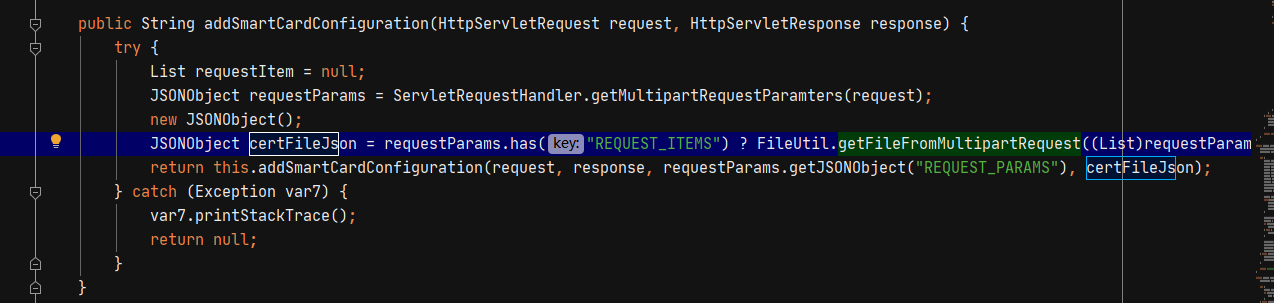 public String addSmartCardConfiguration(HttpServletRequest request, HttpServletResponse response) {
try {
List requestItem = null;
JSONObject requestParams = ServletRequestHandler.getMultipartRequestParamters(request);
new JSONObject();
JSONObject certFileJson = requestParams.has( key: "REQUEST_ITEMS") ? FileUtil.getFileFromMultipartRequest((List)requestParam
return this.addSmartCardConfiguration(request, response, requestParams.getJSONObject("REQUEST_PARAMS"), certFileJson);
} catch (Exception var7) {
var7.printStackTrace();
return null;
}
}